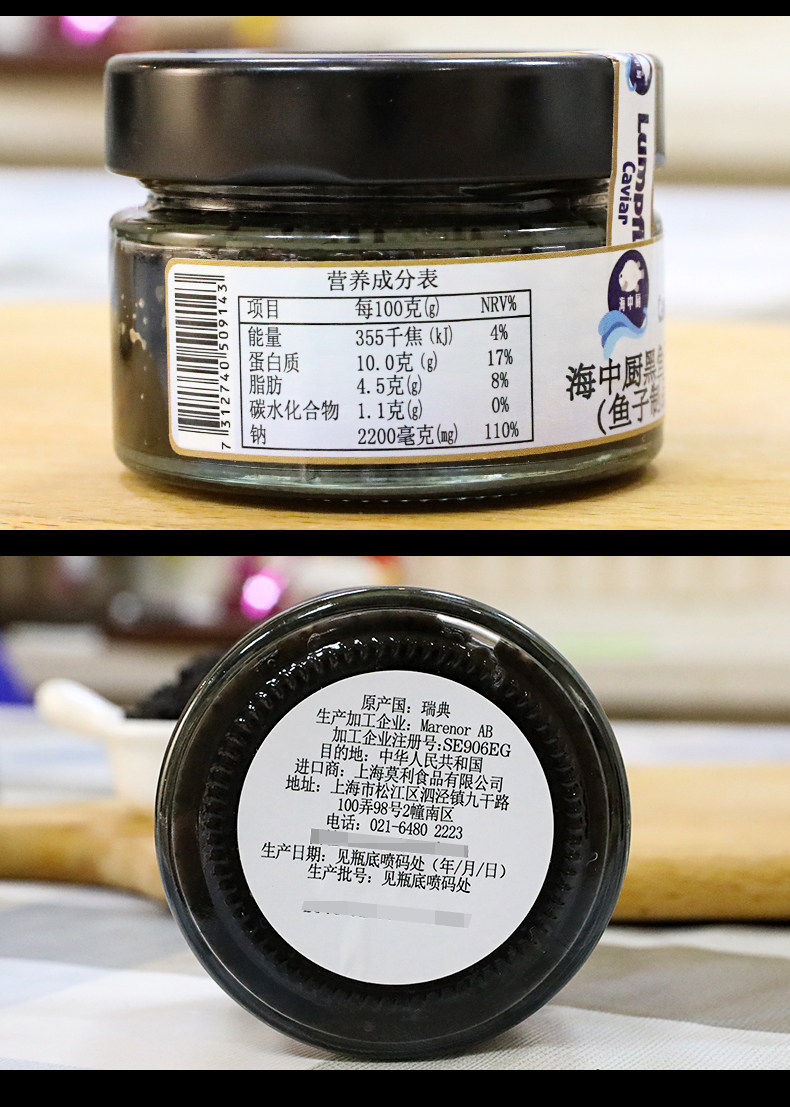 Caviar
海中厨
营养成分表
项目 每100克(g) NRV%
能量 355千焦(kJ) 4%
蛋白质 10.0克(g) 17%
脂肪 4.5克(g) 8%
碳水化合物 1.1克(g) 0%
钠 2200毫克(mg) 110%
7 312740 509143
海中厨黑鱼
(鱼子制
原产国：瑞典
生产加工企业：Marenor AB
加工企业注册号:SE906EG
目的地：中华人民共和国
进口商：上海莫利食品有限公司
地址：上海市松江区泗泾镇九干路
100弄98号2幢南区
电话：021-6480 2223
生产日期：见瓶底喷码处（年/月/日）
生产批号：见瓶底喷码处